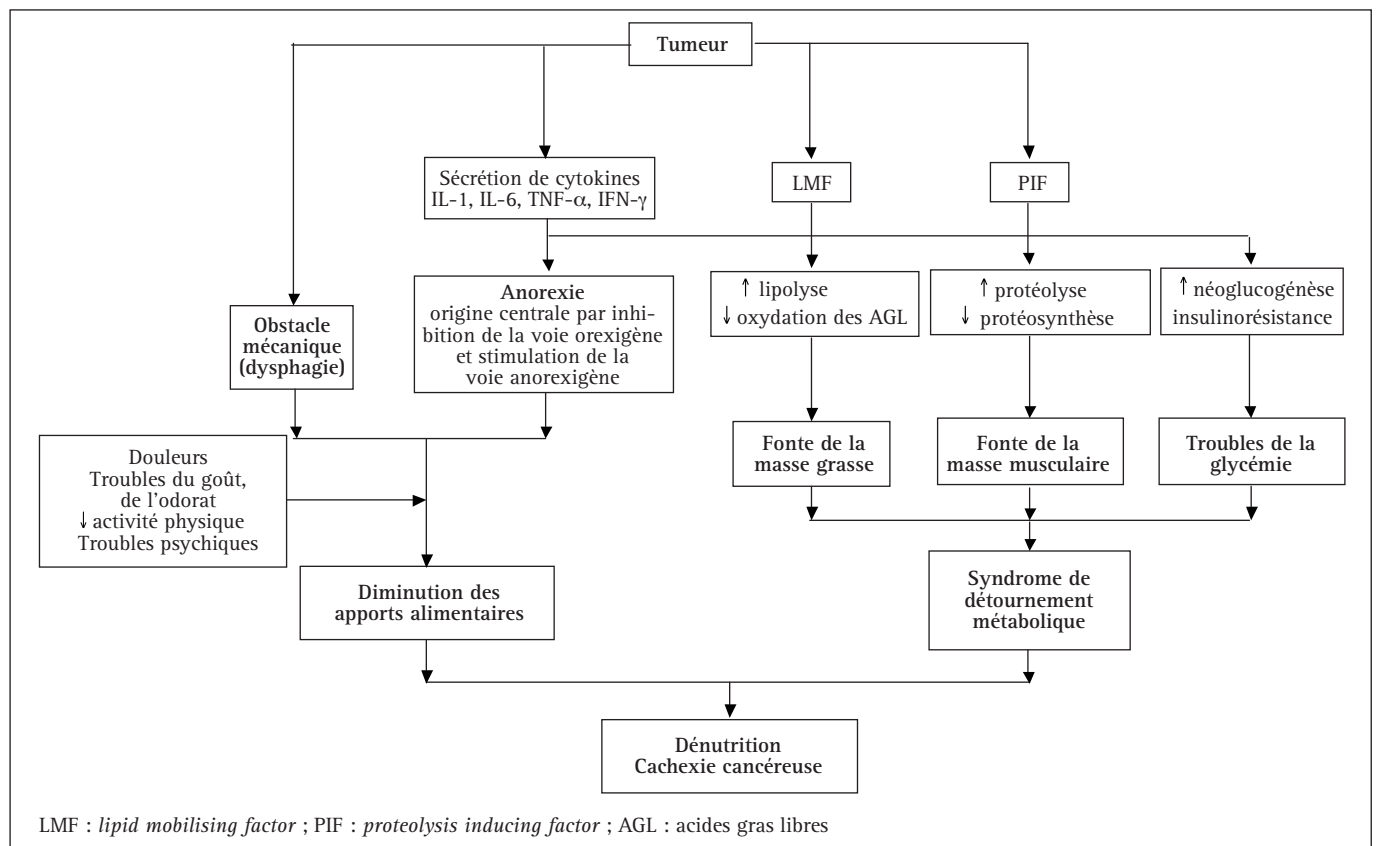 Tumeur
Sécrétion de cytokines
IL-1, IL-6, TNF-α, IFN-γ
LMF
PIF
Obstacle
mécanique
(dysphagie)
Anorexie
origine centrale par inhi-
bition de la voie orexigène
et stimulation de la
voie anorexigène
↑ lipolyse
↓ oxydation des AGL
↑ protéolyse
↓ protéosynthèse
↑ néoglucogénèse
insulinorésistance
Fonte de la
masse grasse
Fonte de la
masse musculaire
Troubles de la
glycémie
Douleurs
Troubles du goût,
de l'odorat
↓ activité physique
Troubles psychiques
Diminution des
apports alimentaires
Syndrome de
détournement
métabolique
Dénutrition
Cachexie cancéreuse
LMF : lipid mobilising factor ; PIF : proteolysis inducing factor ; AGL : acides gras libres